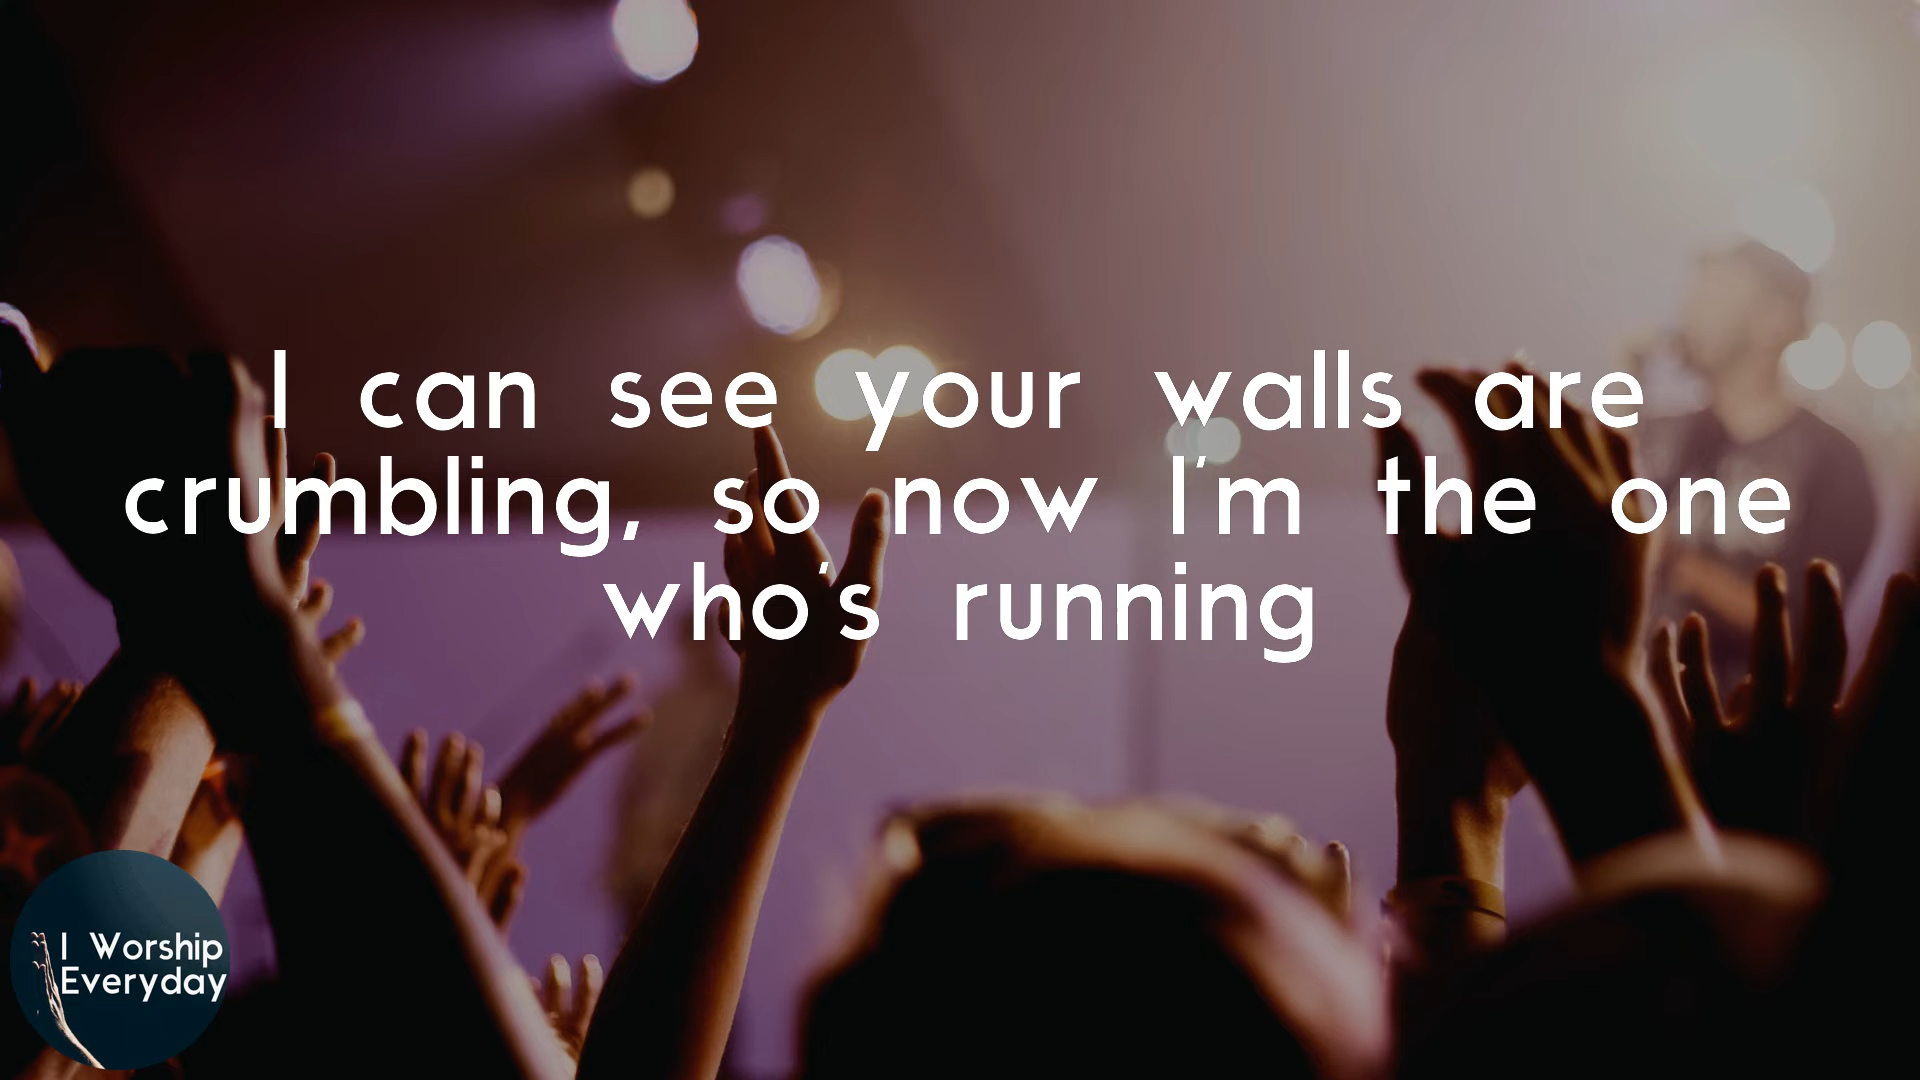 I can see your walls are
crumbling, so now I'm the one
who's running
I Worship
Everyday